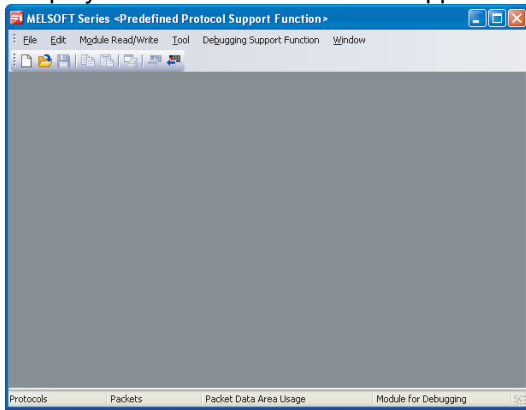 MELSOFT Series <Predefined Protocol Support Function>
File Edit Module Read/Write Tool Debugging Support Function Window
Protocols Packets Packet Data Area Usage Module for Debugging